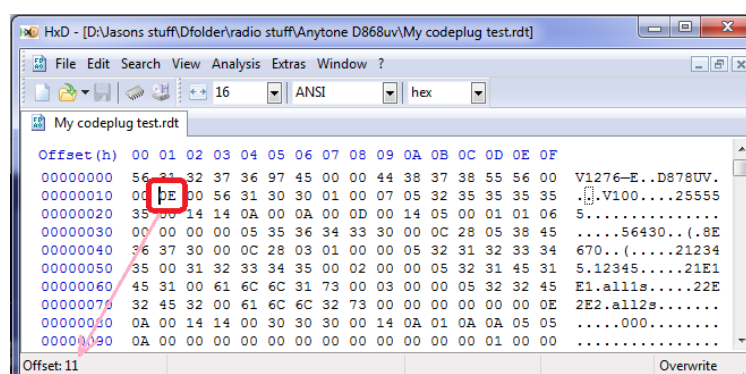 HxD - [D:\Jasons stuff\Dfolder\radio stuff\Anytone D868uv\My codeplug test.rdt]
File Edit Search View Analysis Extras Window ?
16 ANSI hex
My codeplug test.rdt
Offset(h) 00 01 02 03 04 05 06 07 08 09 0A 0B 0C 0D 0E 0F
00000000 56 31 32 37 36 97 45 00 00 44 38 37 38 55 56 00 V1276—E..D878UV.
00000010 00 0E 00 56 31 30 30 01 00 07 05 32 35 35 35 35 ...V100....25555
00000020 35 00 14 14 0A 00 0A 00 0D 00 14 05 00 01 01 06 5...............
00000030 00 00 00 00 05 35 36 34 33 30 00 0C 28 05 38 45 .....56430..(.8E
00000040 36 37 30 00 0C 28 03 01 00 00 05 32 31 32 33 34 670..(.....21234
00000050 35 00 31 32 33 34 35 00 02 00 00 05 32 31 45 31 5.12345.....21E1
00000060 45 31 00 61 6C 6C 31 73 00 03 00 00 05 32 32 45 E1.all1s.....22E
00000070 32 45 32 00 61 6C 6C 32 73 00 00 00 00 00 00 0E 2E2.all2s.......
00000080 0A 00 14 14 00 30 30 30 00 14 0A 01 0A 0A 05 05 .....000........
00000090 0A 00 00 00 00 00 00 00 00 00 00 00 00 01 00 00 ................
Offset: 11 Overwrite